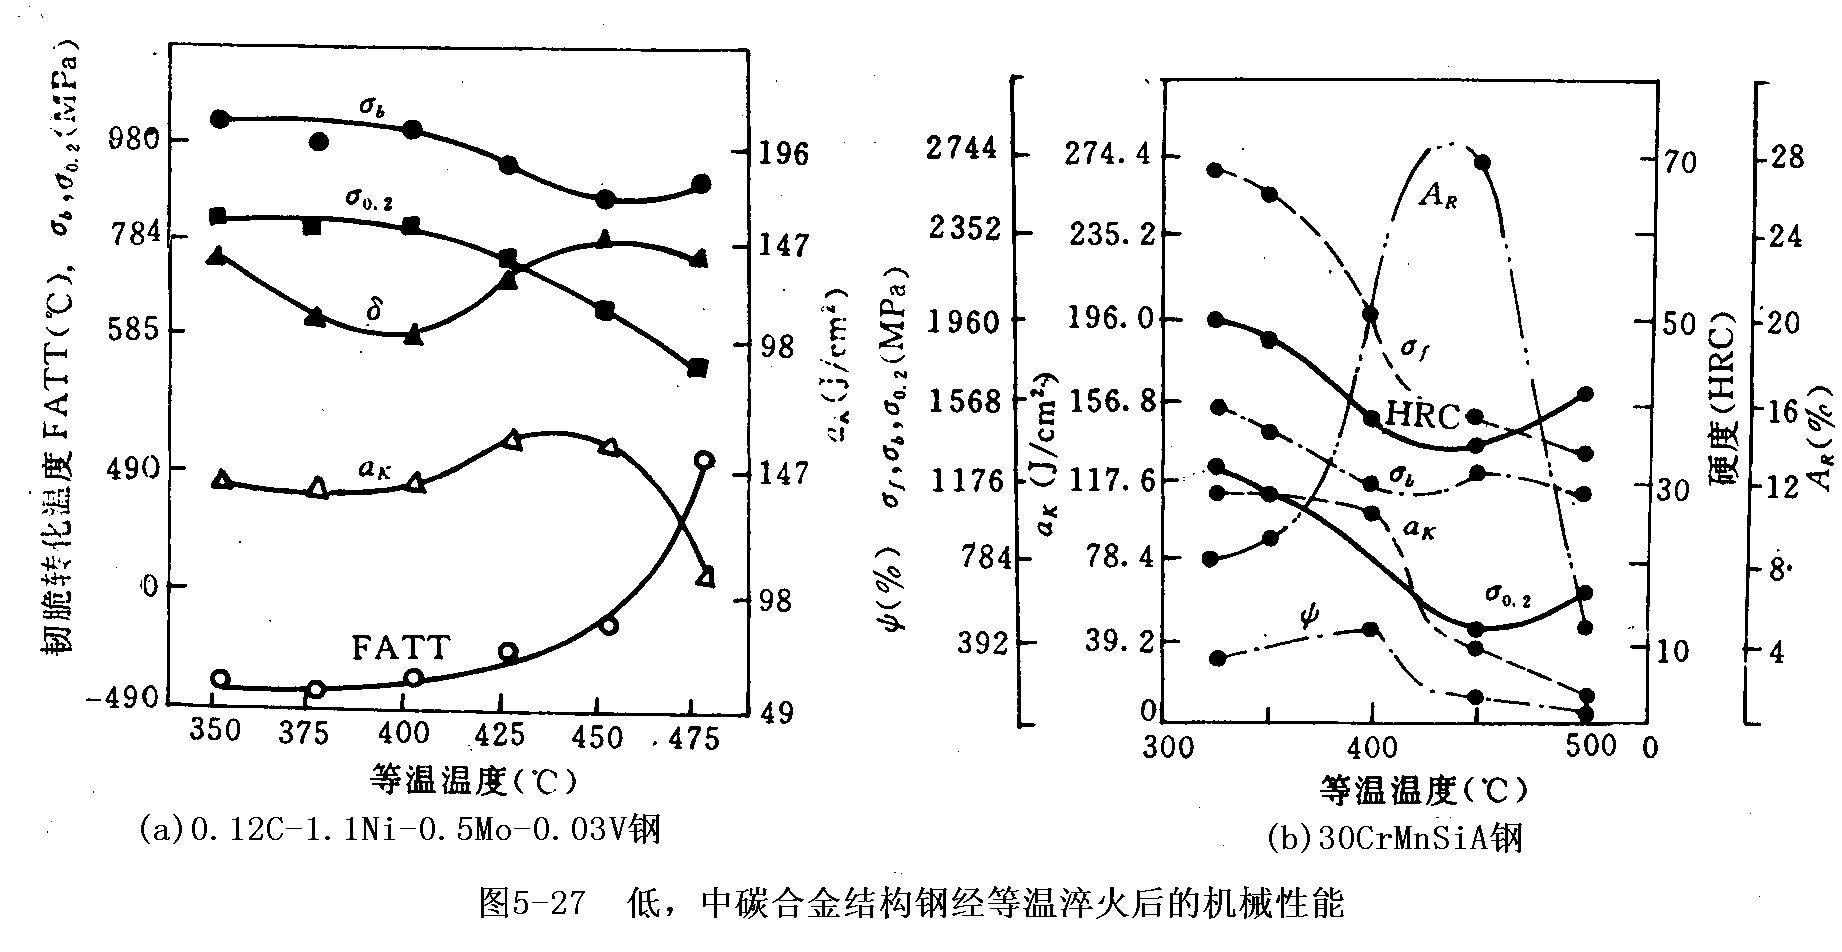 韧脆转化温度 FATT(℃), σb,σ0.2(MPa)
980
784
585
490
0
-490
σb
σ0.2
δ
aK
FATT
196
147
98
147
98
49
aK(J/cm²)
350 375 400 425 450 475
等温温度(℃)
(a)0.12C-1.1Ni-0.5Mo-0.03V钢
ψ(%) σf,σb,σ0.2(MPa)
2744
2352
1960
1568
1176
784
392
aK (J/cm²)
274.4
235.2
196.0
156.8
117.6
78.4
39.2
0
AR
σf
HRC
σb
aK
σ0.2
ψ
70
50
30
10
硬度(HRC)
28
24
20
16
12
8
4
AR(%)
300 400 500 0
等温温度(℃)
(b)30CrMnSiA钢
图5-27 低，中碳合金结构钢经等温淬火后的机械性能